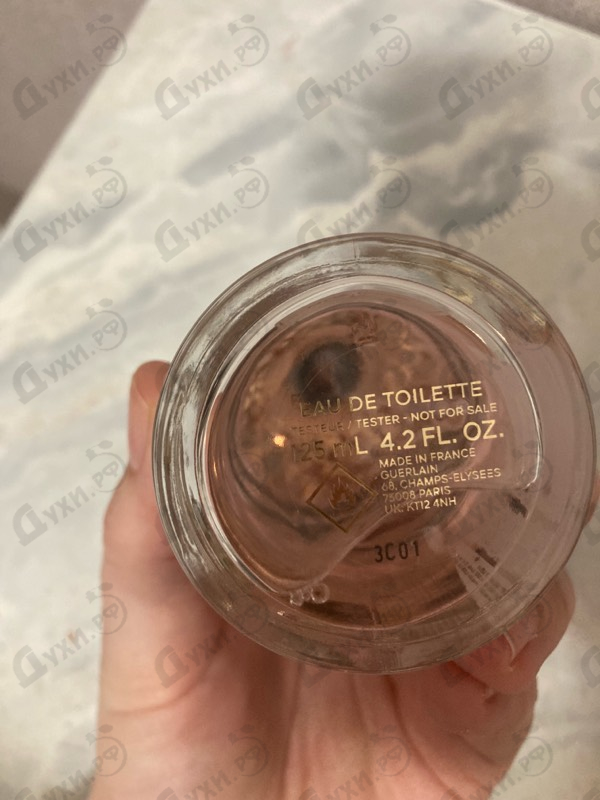 EAU DE TOILETTE
TESTEUR / TESTER - NOT FOR SALE
125 mL 4.2 FL. OZ.
MADE IN FRANCE
GUERLAIN
68, CHAMPS-ELYSEES
75008 PARIS
UK: KT12 4NH
3C01
Духи.РФ